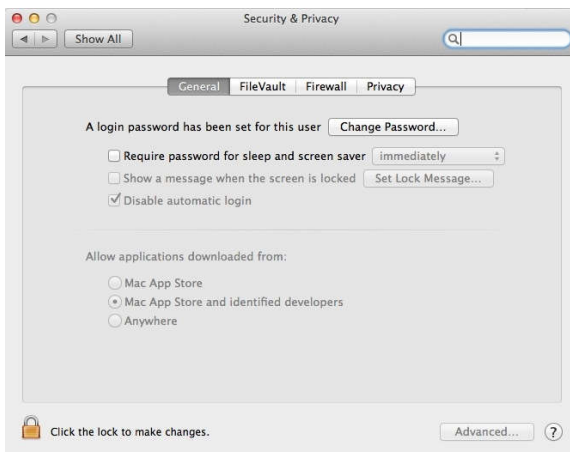 Security & Privacy
Show All
General FileVault Firewall Privacy
A login password has been set for this user Change Password...
Require password for sleep and screen saver immediately
Show a message when the screen is locked Set Lock Message...
Disable automatic login
Allow applications downloaded from:
Mac App Store
Mac App Store and identified developers
Anywhere
Click the lock to make changes. Advanced... ?